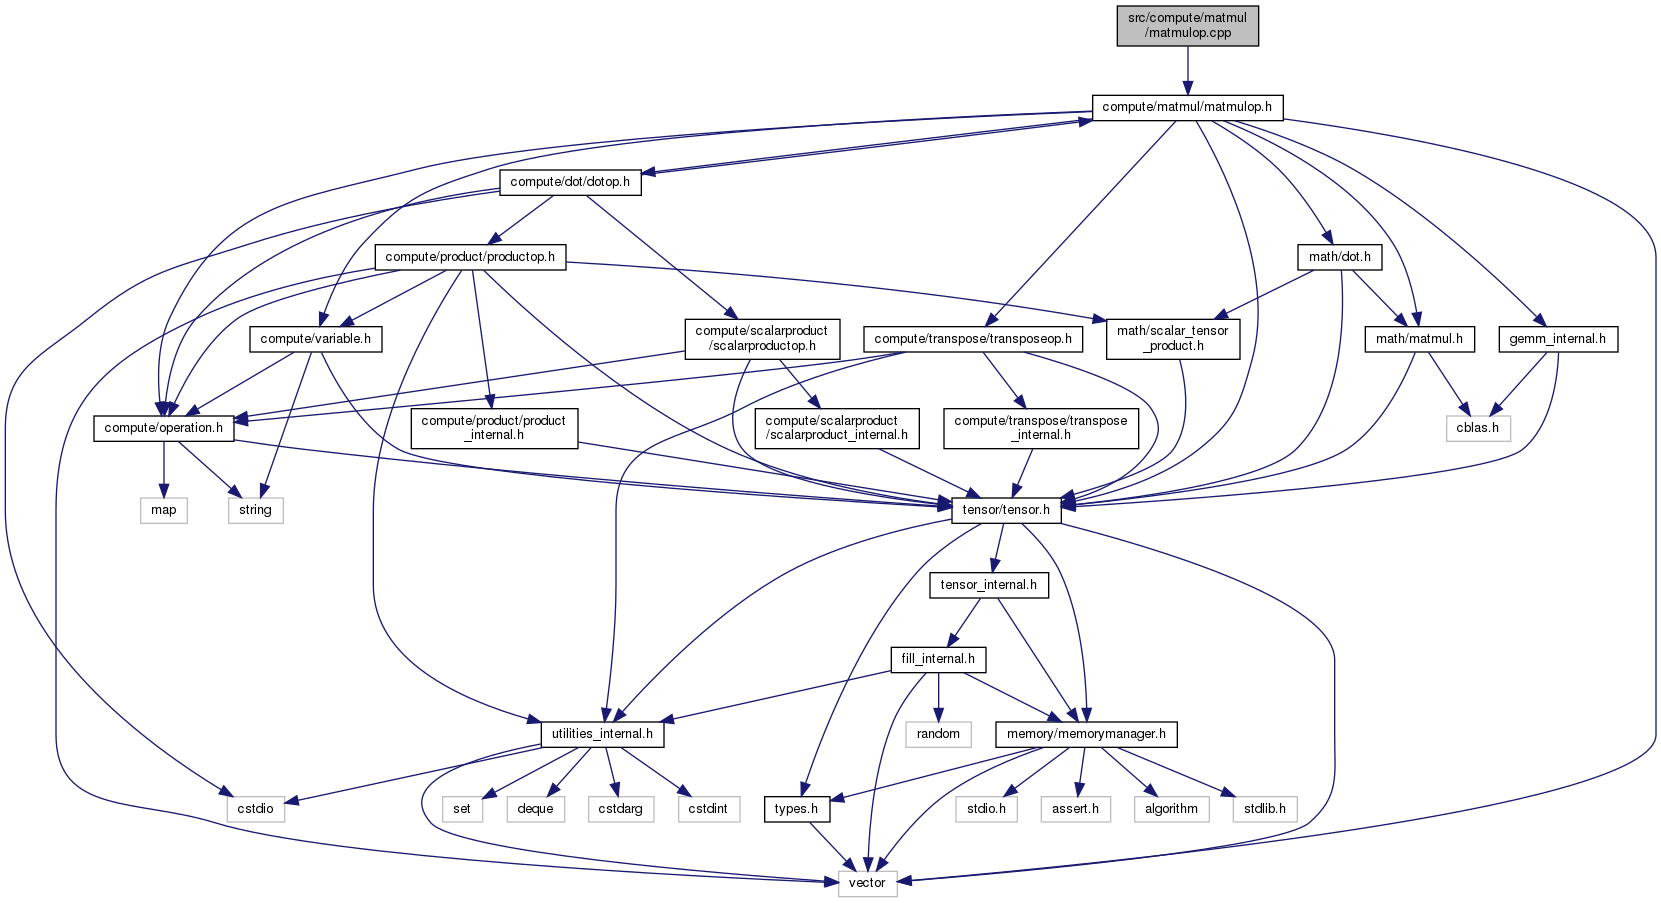 src/compute/matmul
/matmulop.cpp
compute/matmul/matmulop.h
compute/dot/dotop.h
compute/product/productop.h
math/dot.h
compute/variable.h
compute/scalarproduct
/scalarproductop.h
compute/transpose/transposeop.h
math/scalar_tensor
_product.h
math/matmul.h
gemm_internal.h
compute/operation.h
compute/product/product
_internal.h
compute/scalarproduct
/scalarproduct_internal.h
compute/transpose/transpose
_internal.h
cblas.h
map
string
tensor/tensor.h
tensor_internal.h
fill_internal.h
utilities_internal.h
random
memory/memorymanager.h
cstdio
set
deque
cstdarg
cstdint
types.h
stdio.h
assert.h
algorithm
stdlib.h
vector